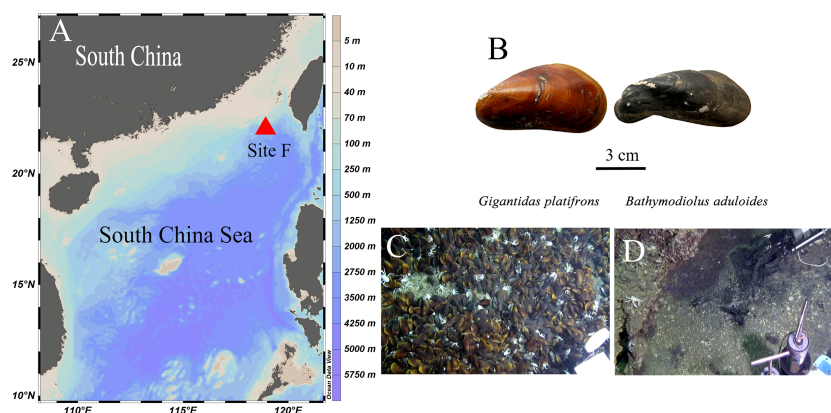 A
South China
25°N
20°N
15°N
10°N
110°E
115°E
120°E
Site F
South China Sea
5 m
10 m
40 m
70 m
100 m
250 m
500 m
1250 m
2000 m
2750 m
3500 m
4250 m
5000 m
5750 m
Ocean Data View
B
3 cm
Gigantidas platifrons
Bathymodiolus aduloides
C
D